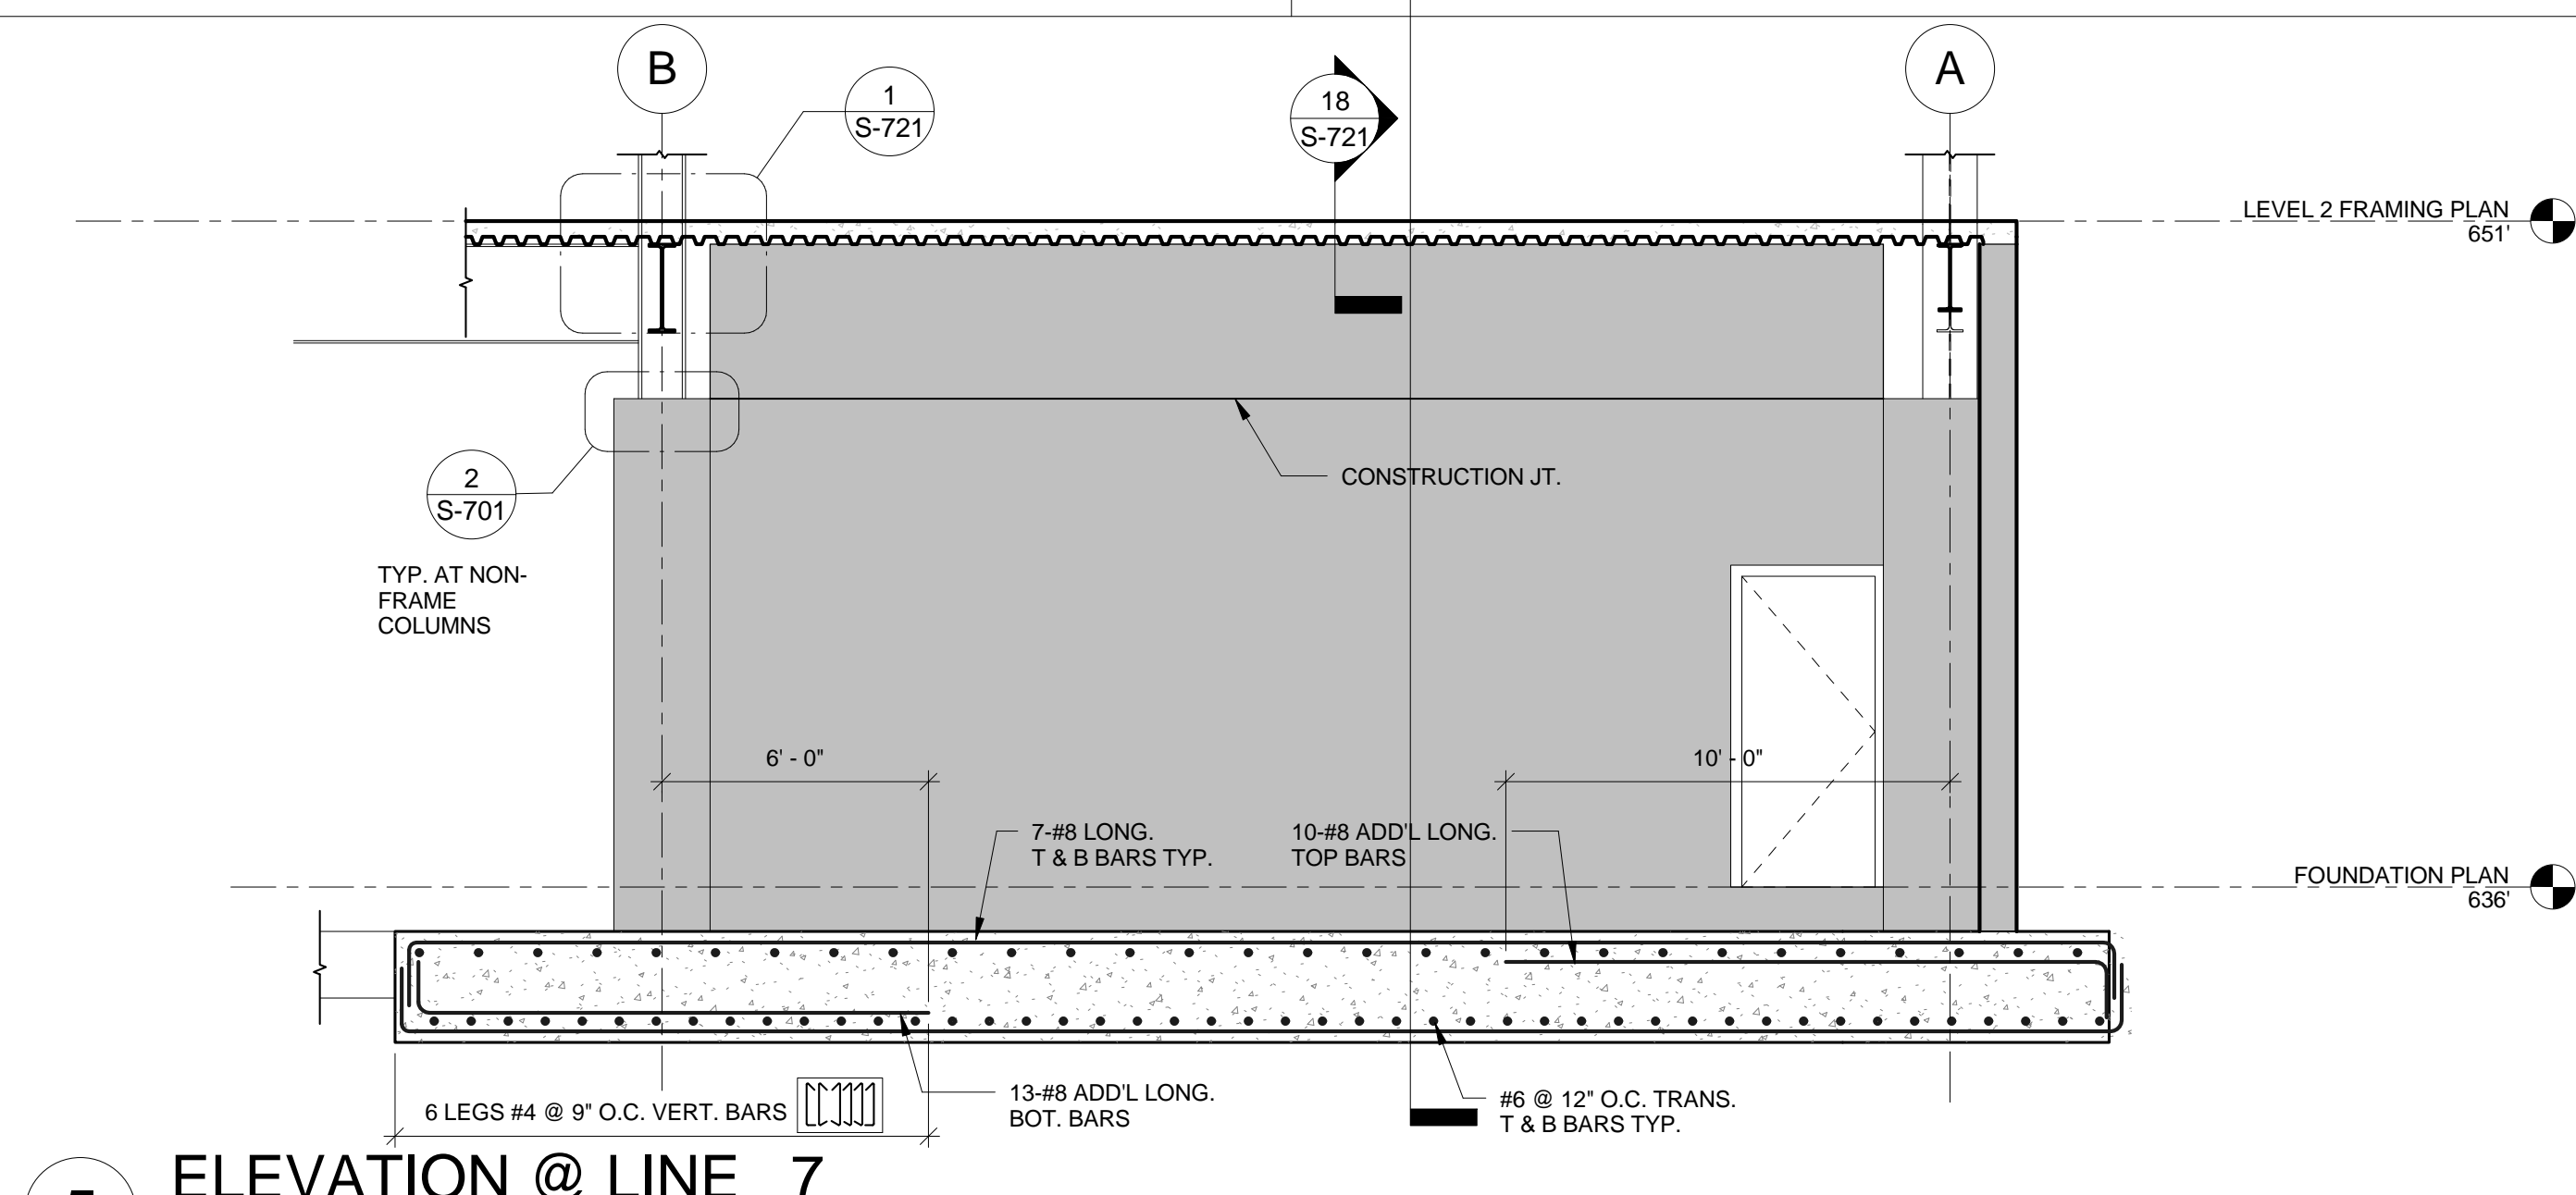 B
A
1
S-721
18
S-721
LEVEL 2 FRAMING PLAN
651'
CONSTRUCTION JT.
2
S-701
TYP. AT NON-
FRAME
COLUMNS
6' - 0"
10' - 0"
7-#8 LONG.
T & B BARS TYP.
10-#8 ADD'L LONG.
TOP BARS
FOUNDATION PLAN
636'
6 LEGS #4 @ 9" O.C. VERT. BARS
13-#8 ADD'L LONG.
BOT. BARS
#6 @ 12" O.C. TRANS.
T & B BARS TYP.
ELEVATION @ LINE 7